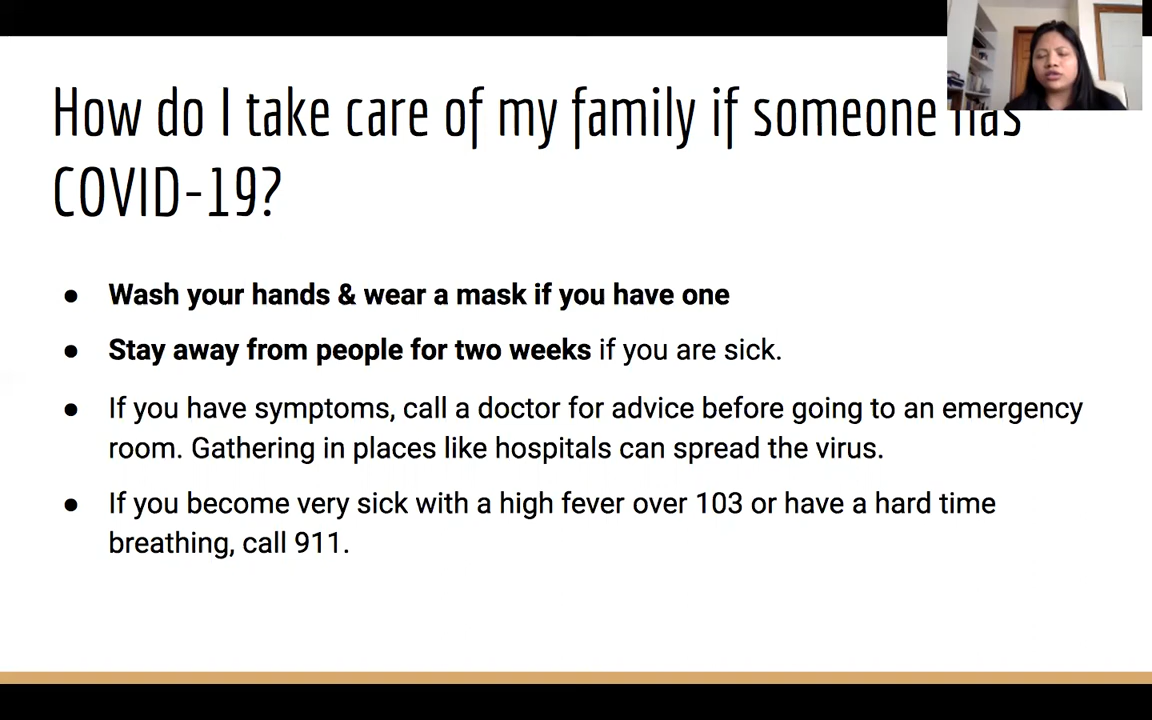 How do I take care of my family if someone has
COVID-19?
● Wash your hands & wear a mask if you have one
● Stay away from people for two weeks if you are sick.
● If you have symptoms, call a doctor for advice before going to an emergency
room. Gathering in places like hospitals can spread the virus.
● If you become very sick with a high fever over 103 or have a hard time
breathing, call 911.